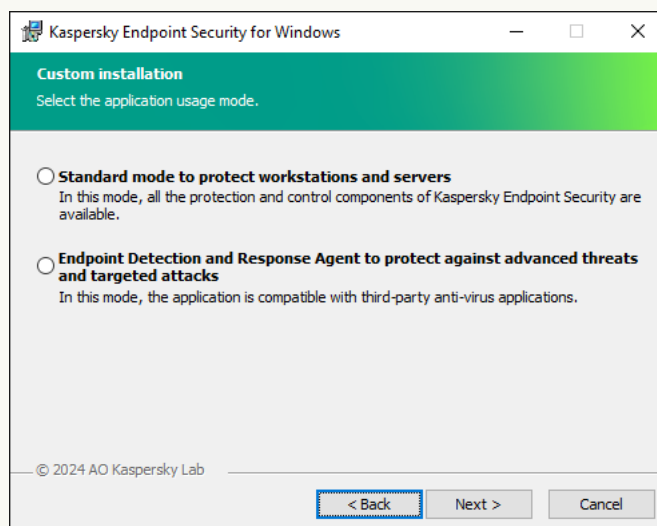 Kaspersky Endpoint Security for Windows
Custom installation
Select the application usage mode.
Standard mode to protect workstations and servers
In this mode, all the protection and control components of Kaspersky Endpoint Security are
available.
Endpoint Detection and Response Agent to protect against advanced threats
and targeted attacks
In this mode, the application is compatible with third-party anti-virus applications.
© 2024 AO Kaspersky Lab
< Back Next > Cancel